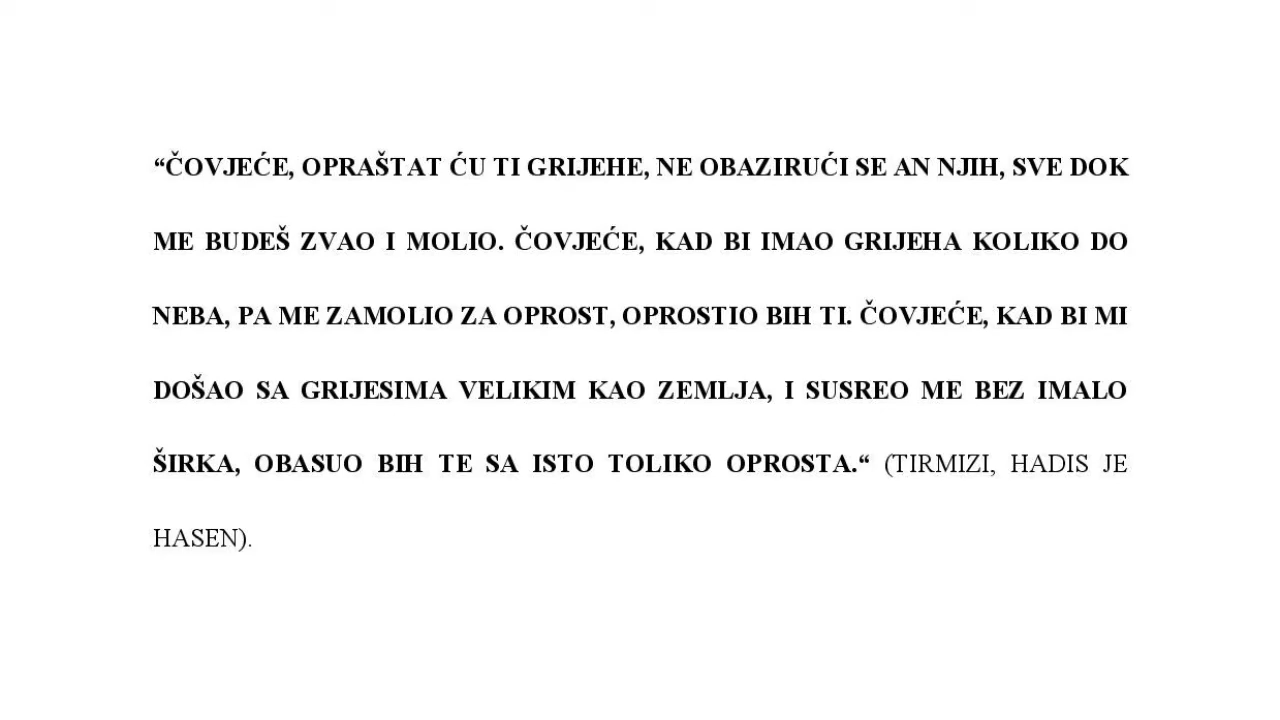 “ČOVJEĆE, OPRAŠTAT ĆU TI GRIJEHE, NE OBAZIRUĆI SE AN NJIH, SVE DOK
ME BUDEŠ ZVAO I MOLIO. ČOVJEĆE, KAD BI IMAO GRIJEHA KOLIKO DO
NEBA, PA ME ZAMOLIO ZA OPROST, OPROSTIO BIH TI. ČOVJEĆE, KAD BI MI
DOŠAO SA GRIJESIMA VELIKIM KAO ZEMLJA, I SUSREO ME BEZ IMALO
ŠIRKA, OBASUO BIH TE SA ISTO TOLIKO OPROSTA.“ (TIRMIZI, HADIS JE
HASEN).